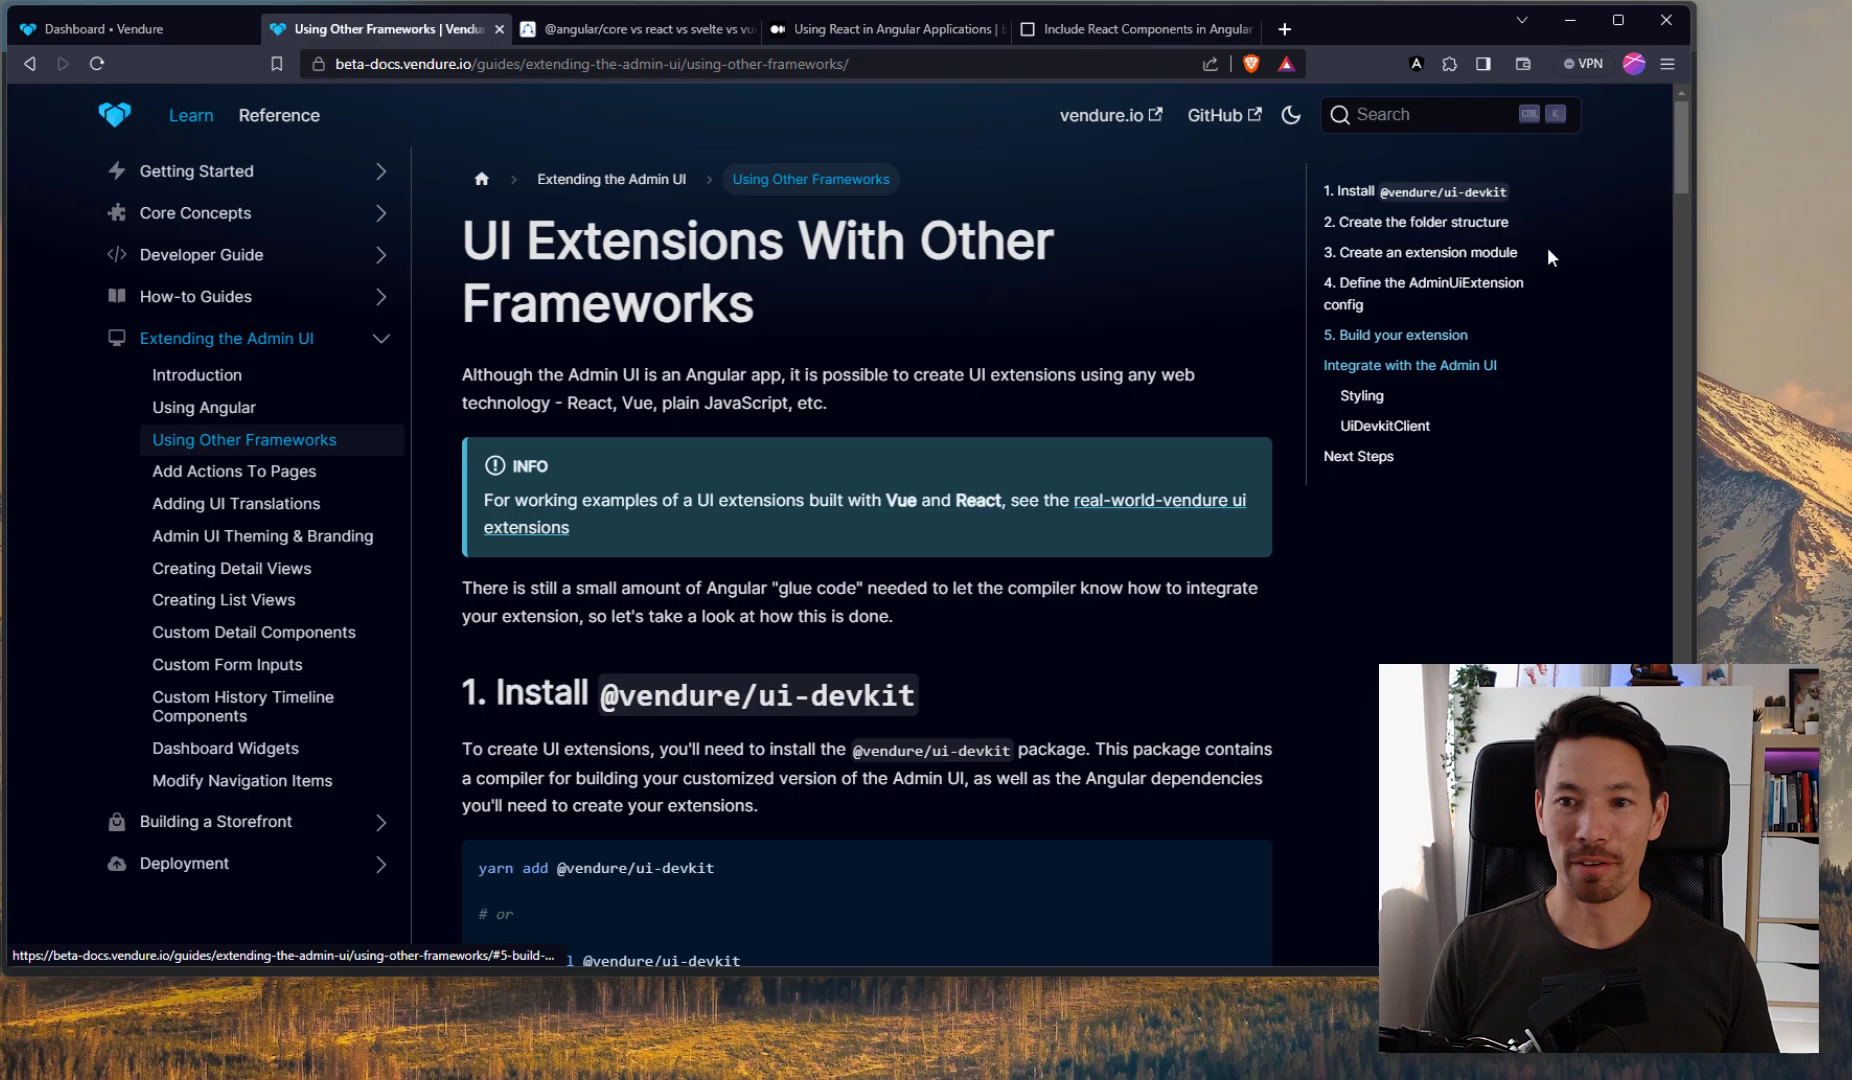 Dashboard • Vendure
Using Other Frameworks | Vendu
@angular/core vs react vs svelte vs vu
Using React in Angular Applications |
Include React Components in Angular
beta-docs.vendure.io/guides/extending-the-admin-ui/using-other-frameworks/
VPN
Learn
Reference
vendure.io
GitHub
Search
CTRL
K
Getting Started
Core Concepts
Developer Guide
How-to Guides
Extending the Admin UI
Introduction
Using Angular
Using Other Frameworks
Add Actions To Pages
Adding UI Translations
Admin UI Theming & Branding
Creating Detail Views
Creating List Views
Custom Detail Components
Custom Form Inputs
Custom History Timeline
Components
Dashboard Widgets
Modify Navigation Items
Building a Storefront
Deployment
Extending the Admin UI
Using Other Frameworks
UI Extensions With Other
Frameworks
Although the Admin UI is an Angular app, it is possible to create UI extensions using any web
technology - React, Vue, plain JavaScript, etc.
INFO
For working examples of a UI extensions built with Vue and React, see the real-world-vendure ui
extensions
There is still a small amount of Angular "glue code" needed to let the compiler know how to integrate
your extension, so let's take a look at how this is done.
1. Install @vendure/ui-devkit
To create UI extensions, you'll need to install the @vendure/ui-devkit package. This package contains
a compiler for building your customized version of the Admin UI, as well as the Angular dependencies
you'll need to create your extensions.
yarn add @vendure/ui-devkit
# or
l @vendure/ui-devkit
1. Install @vendure/ui-devkit
2. Create the folder structure
3. Create an extension module
4. Define the AdminUiExtension
config
5. Build your extension
Integrate with the Admin UI
Styling
UiDevkitClient
Next Steps
https://beta-docs.vendure.io/guides/extending-the-admin-ui/using-other-frameworks/#5-build-...